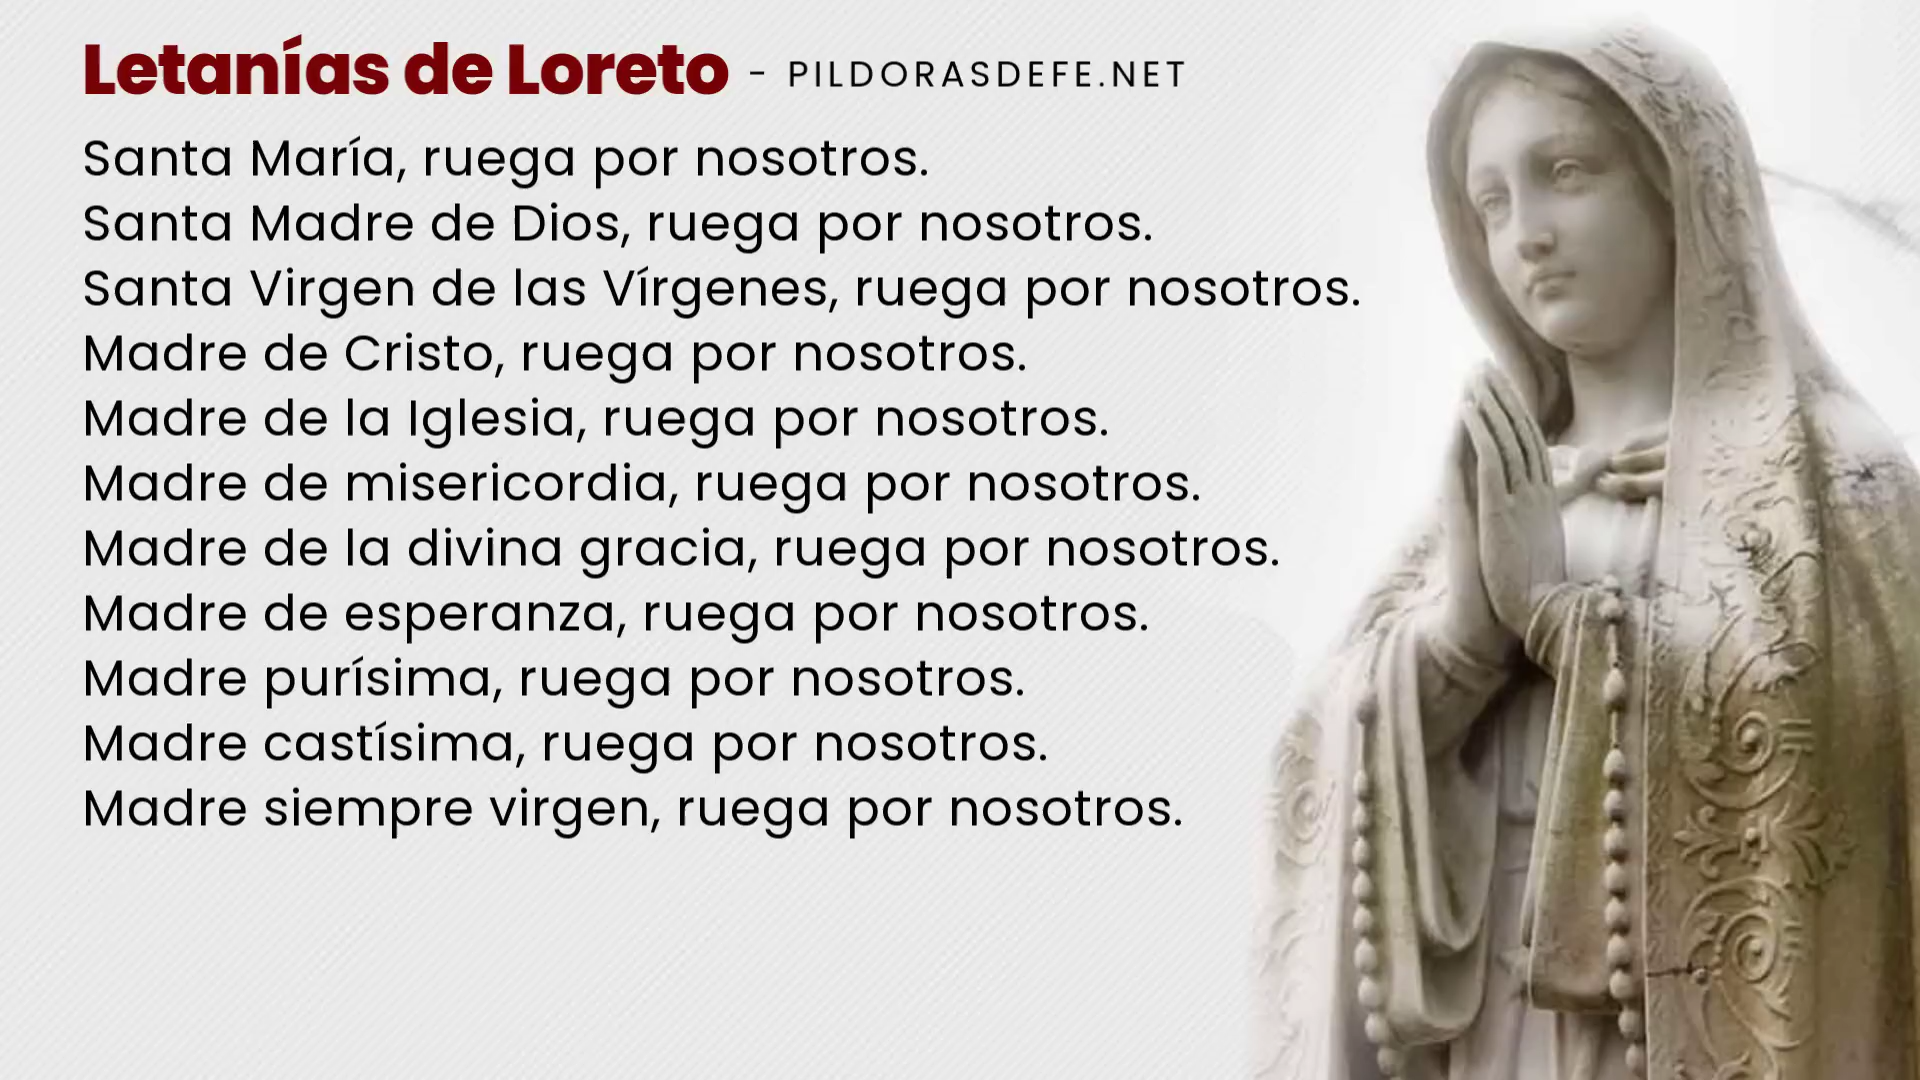 Letanías de Loreto - PILDORASDEFE.NET
Santa María, ruega por nosotros.
Santa Madre de Dios, ruega por nosotros.
Santa Virgen de las Vírgenes, ruega por nosotros.
Madre de Cristo, ruega por nosotros.
Madre de la Iglesia, ruega por nosotros.
Madre de misericordia, ruega por nosotros.
Madre de la divina gracia, ruega por nosotros.
Madre de esperanza, ruega por nosotros.
Madre purísima, ruega por nosotros.
Madre castísima, ruega por nosotros.
Madre siempre virgen, ruega por nosotros.